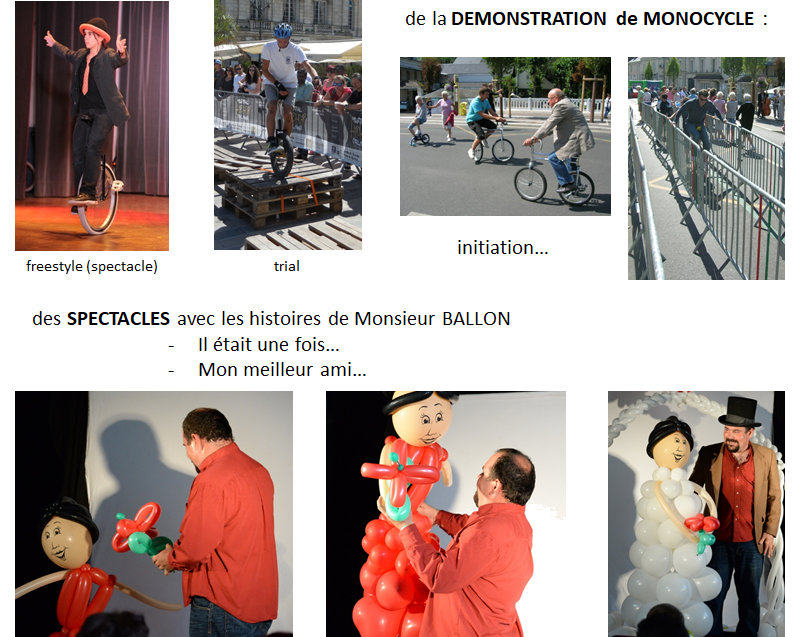 de la DEMONSTRATION de MONOCYCLE :
freestyle (spectacle)
trial
initiation...
des SPECTACLES avec les histoires de Monsieur BALLON
- Il était une fois...
- Mon meilleur ami...